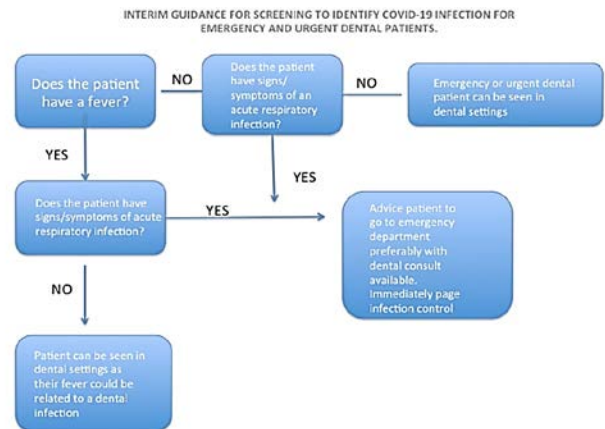 INTERIM GUIDANCE FOR SCREENING TO IDENTIFY COVID-19 INFECTION FOR
EMERGENCY AND URGENT DENTAL PATIENTS.
Does the patient
have a fever?
NO
Does the patient
have signs/
symptoms of an
acute respiratory
infection?
NO
Emergency or urgent dental
patient can be seen in
dental settings
YES
YES
Does the patient have
signs/symptoms of acute
respiratory infection?
YES
Advice patient to
go to emergency
department
preferably with
dental consult
available.
Immediately page
infection control
NO
Patient can be seen in
dental settings as
their fever could be
related to a dental
infection